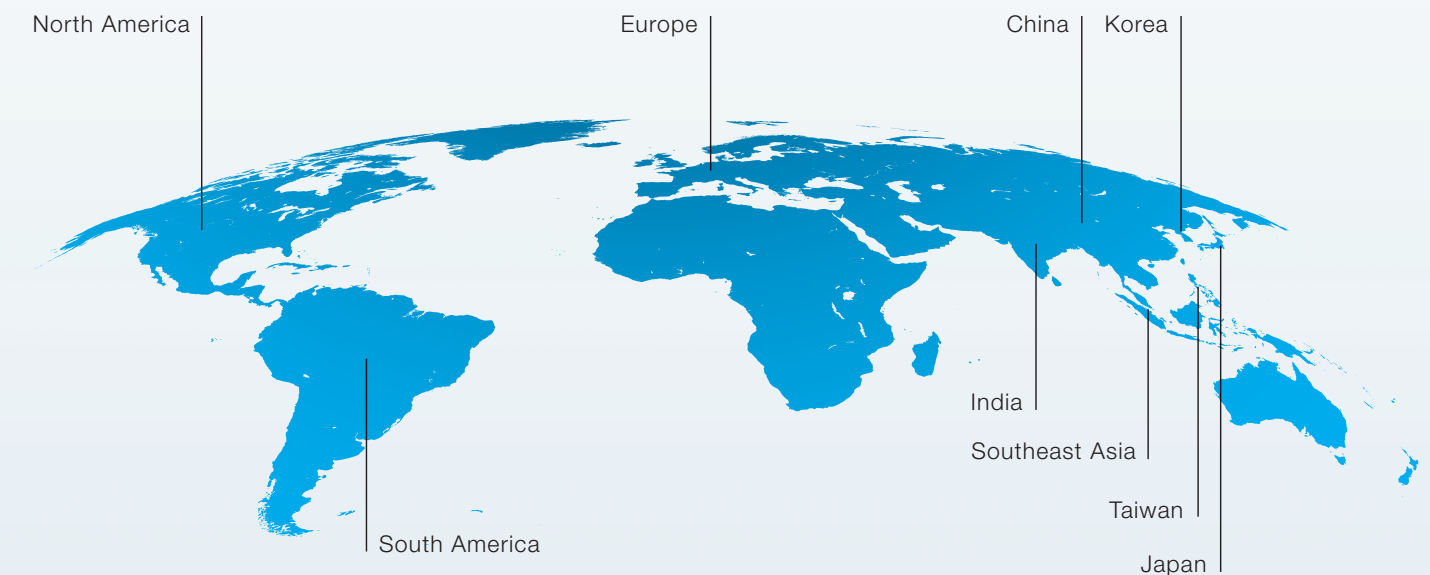 North America
Europe
China
Korea
India
Southeast Asia
Taiwan
South America
Japan